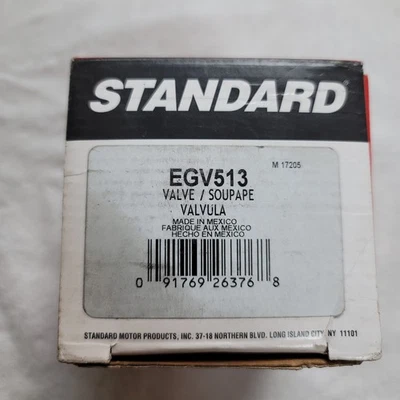 STANDARD
M 17205
EGV513
VALVE / SOUPAPE
VALVULA
MADE IN MEXICO
FABRIQUE AUX MEXICO
HECHO EN MEXICO
0 91769 26376 8
STANDARD MOTOR PRODUCTS, INC. 37-18 NORTHERN BLVD. LONG ISLAND CITY, NY 11101